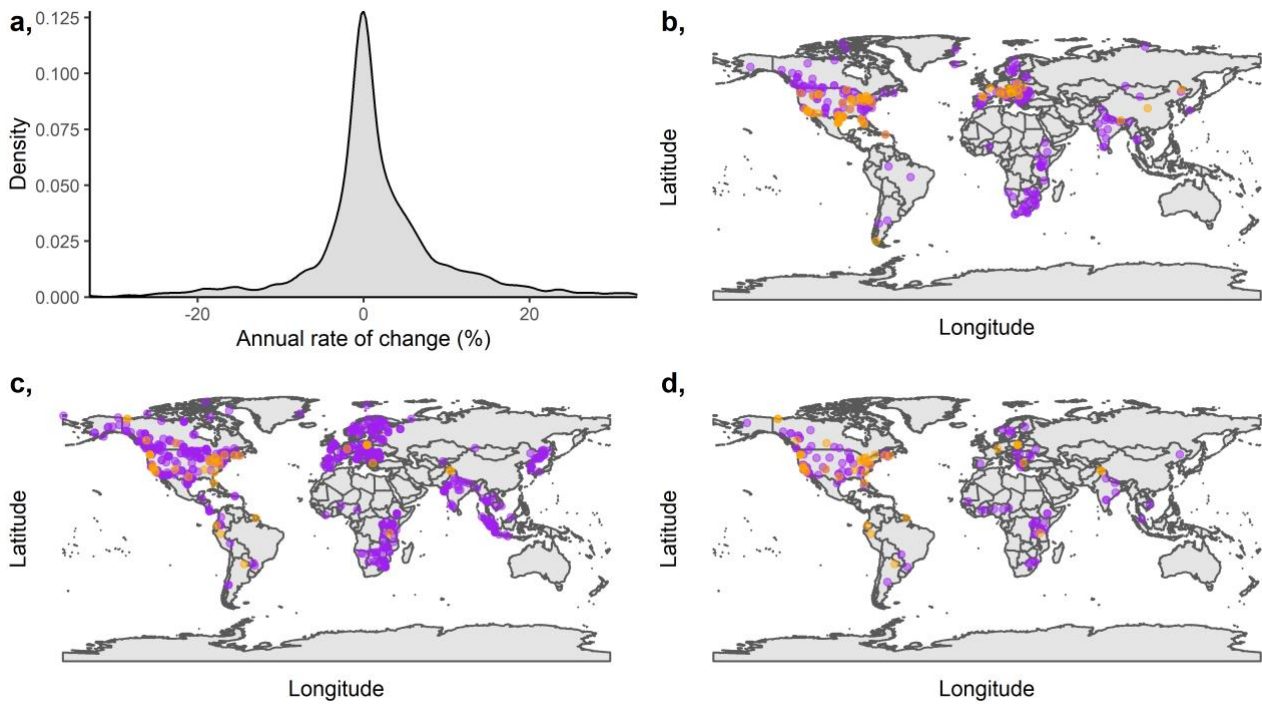 a,
0.125
0.100
0.075
0.050
0.025
0.000
Density
-20
0
20
Annual rate of change (%)
b,
Latitude
Longitude
c,
Latitude
Longitude
d,
Latitude
Longitude